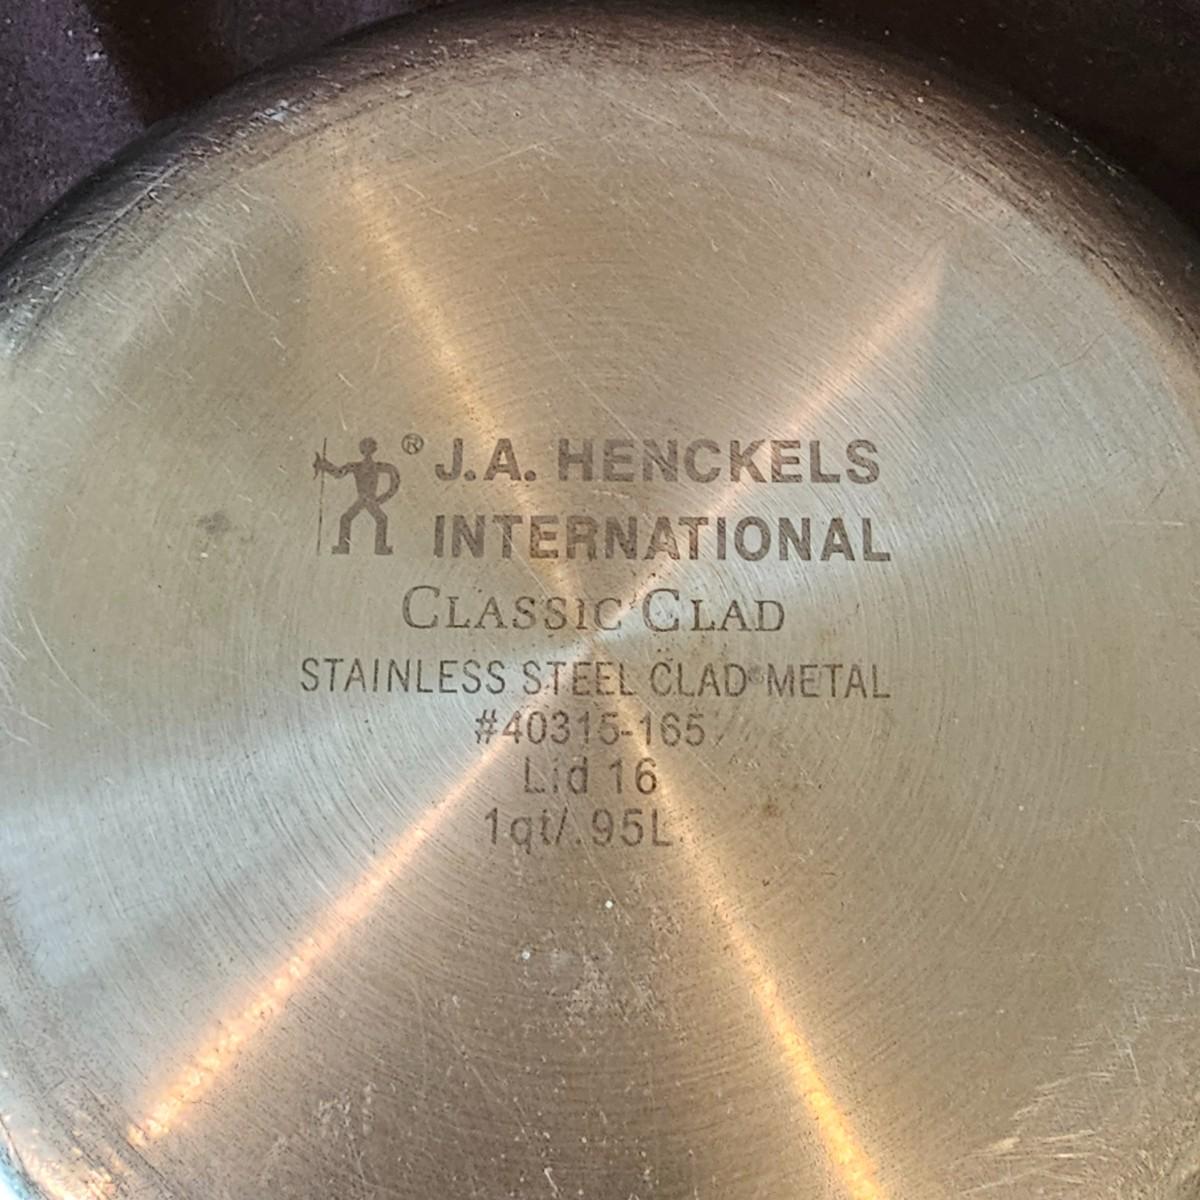 ® J.A. HENCKELS
INTERNATIONAL
CLASSIC CLAD
STAINLESS STEEL CLAD® METAL
#40315-165
Lid 16
1qt/.95L